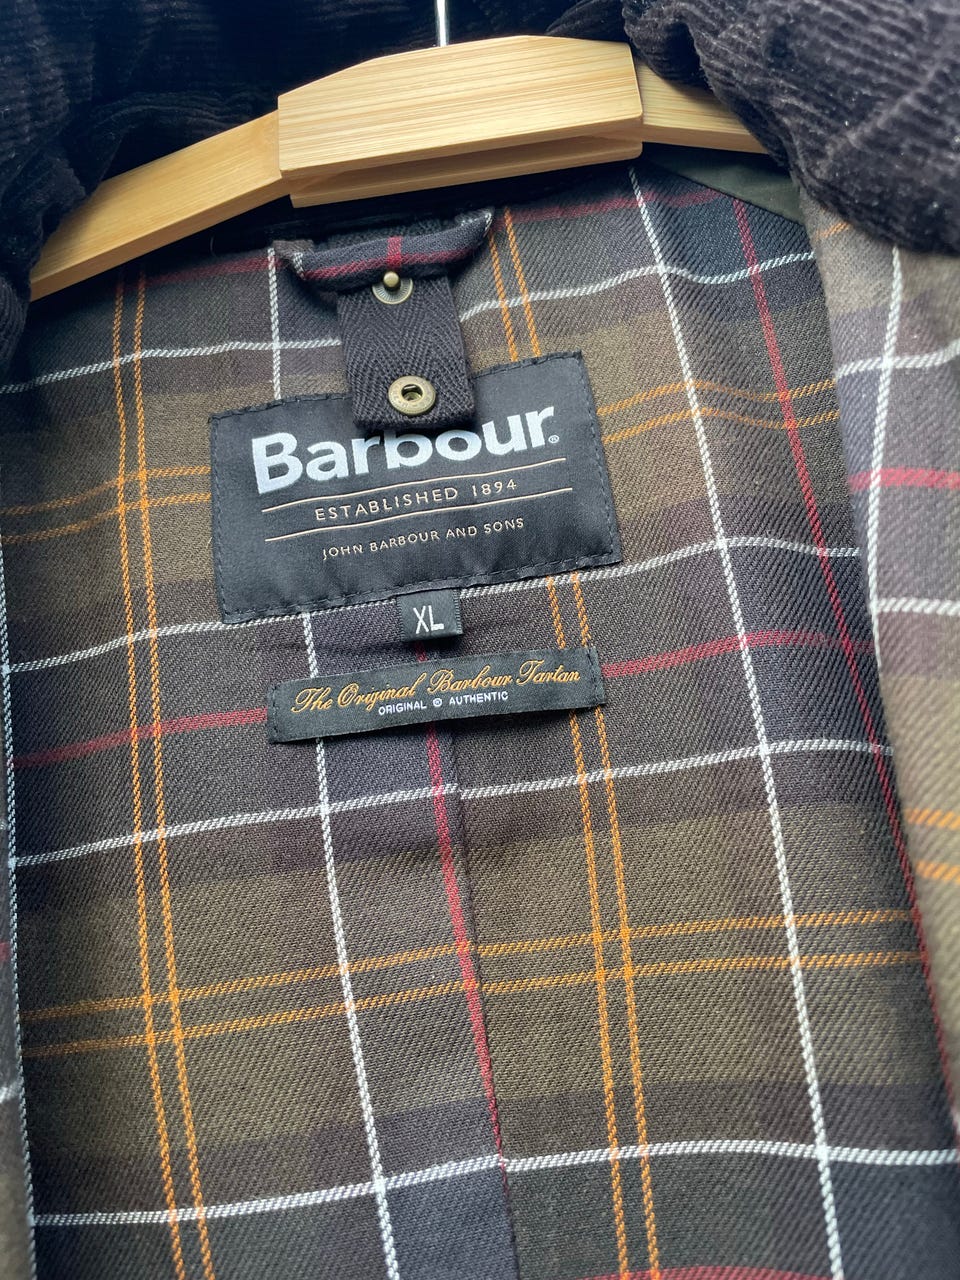 Barbour®
ESTABLISHED 1894
JOHN BARBOUR AND SONS
XL
The Original Barbour Tartan
ORIGINAL ® AUTHENTIC